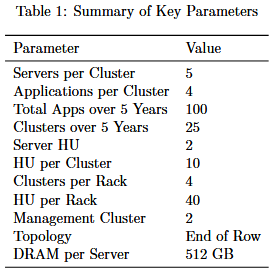 Table 1: Summary of Key Parameters
Parameter Value
Servers per Cluster 5
Applications per Cluster 4
Total Apps over 5 Years 100
Clusters over 5 Years 25
Server HU 2
HU per Cluster 10
Clusters per Rack 4
HU per Rack 40
Management Cluster 2
Topology End of Row
DRAM per Server 512 GB